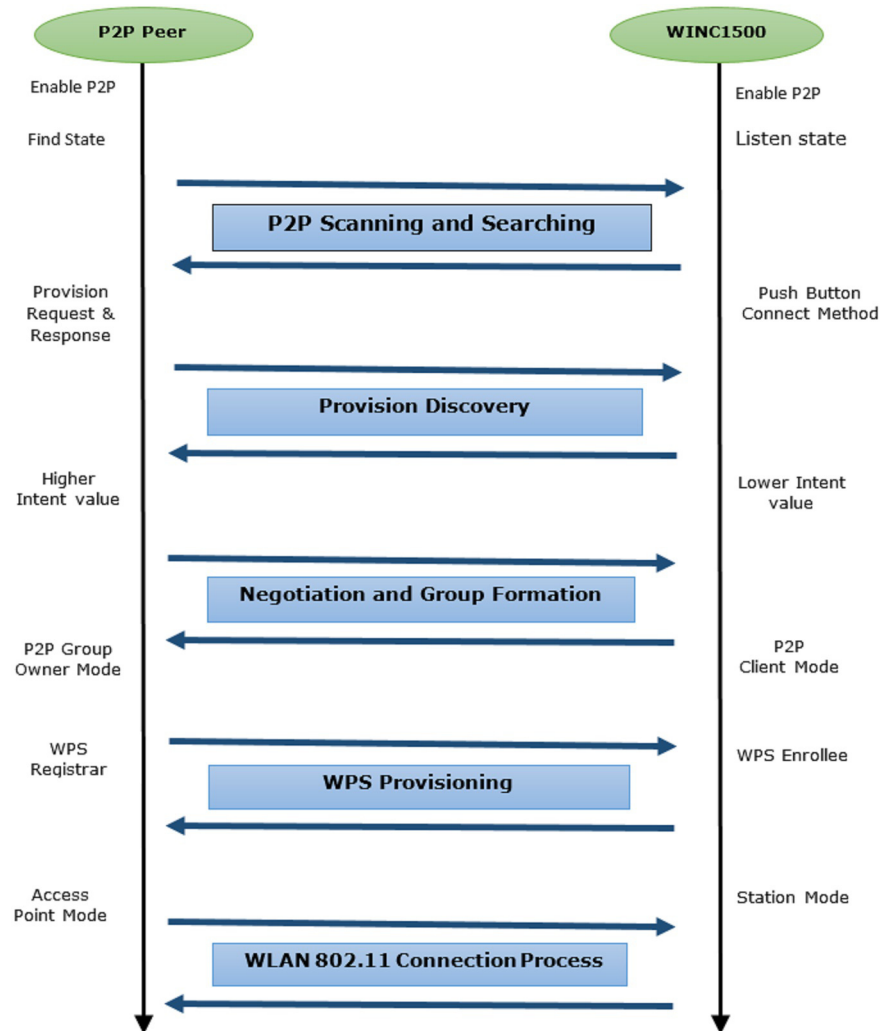 P2P Peer
WINC1500
Enable P2P
Enable P2P
Find State
Listen state
P2P Scanning and Searching
Provision
Request &
Response
Push Button
Connect Method
Provision Discovery
Higher
Intent value
Lower Intent
value
Negotiation and Group Formation
P2P Group
Owner Mode
P2P
Client Mode
WPS
Registrar
WPS Enrollee
WPS Provisioning
Access
Point Mode
Station Mode
WLAN 802.11 Connection Process